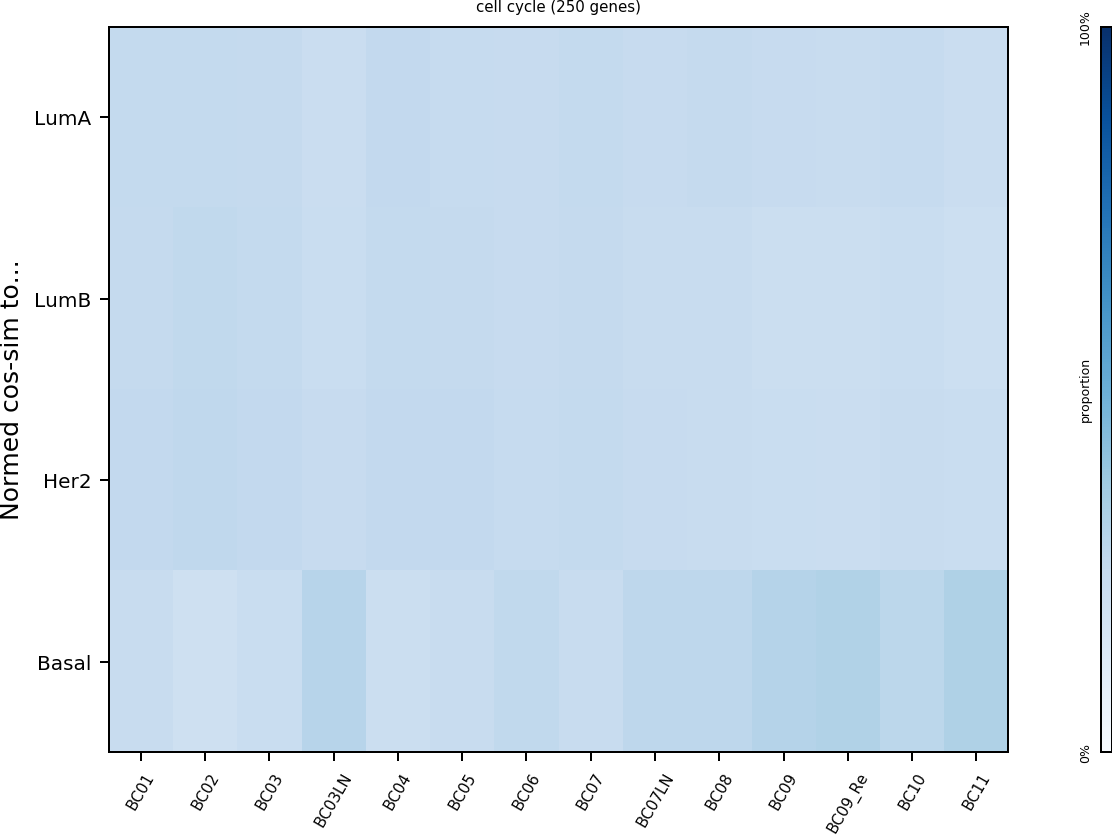 cell cycle (250 genes)
Normed cos-sim to...
LumA
LumB
Her2
Basal
BC01
BC02
BC03
BC03LN
BC04
BC05
BC06
BC07
BC07LN
BC08
BC09
BC09_Re
BC10
BC11
100%
proportion
0%